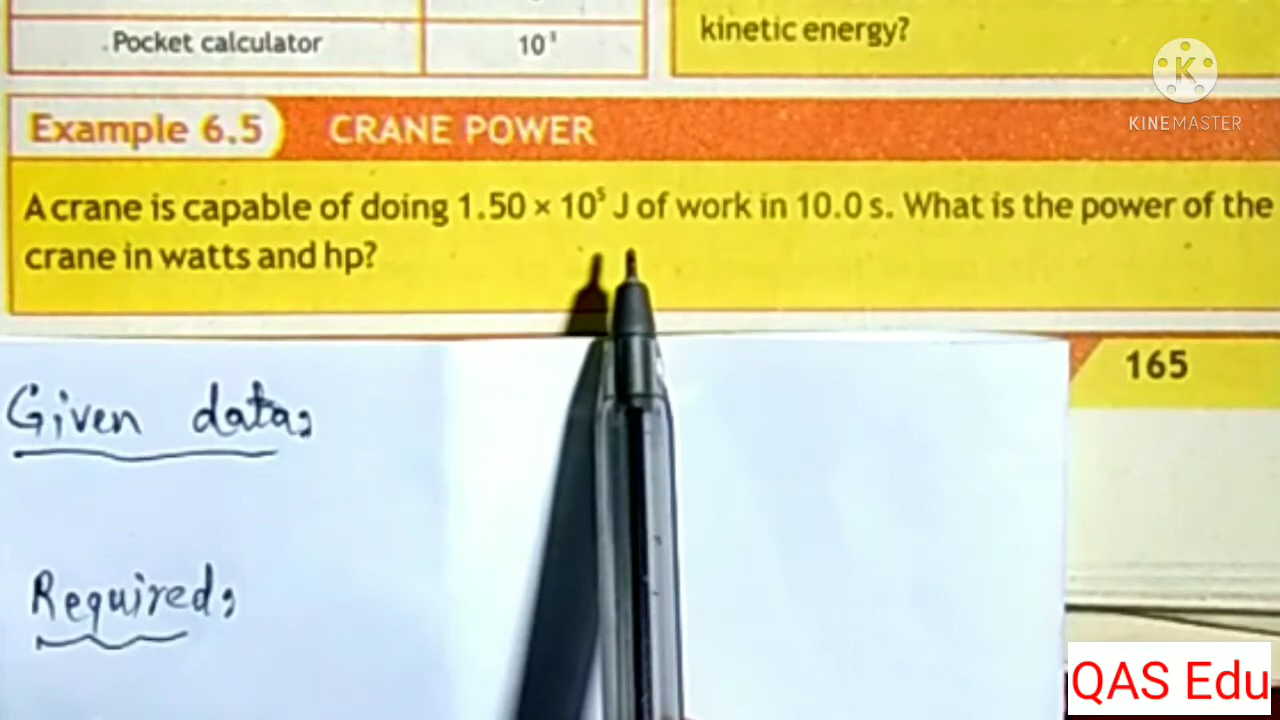 Pocket calculator 10¹
kinetic energy?
KINEMASTER
Example 6.5 CRANE POWER
A crane is capable of doing 1.50 × 10⁵ J of work in 10.0 s. What is the power of the
crane in watts and hp?
165
Given data:
Required:
QAS Edu